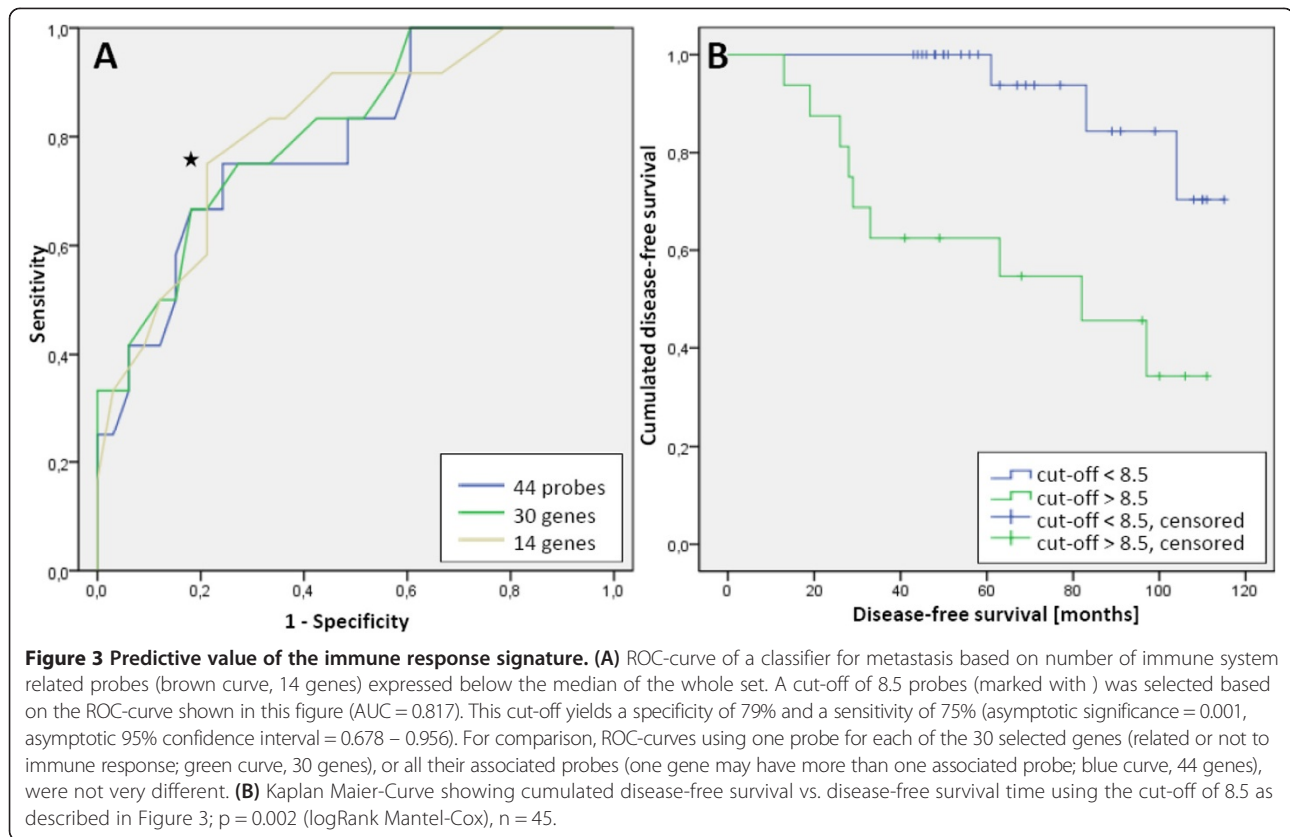 A
1,0
0,8
0,6
0,4
0,2
0,0
Sensitivity
★
44 probes
30 genes
14 genes
0,0 0,2 0,4 0,6 0,8 1,0
1 - Specificity
B
1,0
0,8
0,6
0,4
0,2
0,0
Cumulated disease-free survival
cut-off < 8.5
cut-off > 8.5
cut-off < 8.5, censored
cut-off > 8.5, censored
0 20 40 60 80 100 120
Disease-free survival [months]
Figure 3 Predictive value of the immune response signature. (A) ROC-curve of a classifier for metastasis based on number of immune system
related probes (brown curve, 14 genes) expressed below the median of the whole set. A cut-off of 8.5 probes (marked with ) was selected based
on the ROC-curve shown in this figure (AUC = 0.817). This cut-off yields a specificity of 79% and a sensitivity of 75% (asymptotic significance = 0.001,
asymptotic 95% confidence interval = 0.678 – 0.956). For comparison, ROC-curves using one probe for each of the 30 selected genes (related or not to
immune response; green curve, 30 genes), or all their associated probes (one gene may have more than one associated probe; blue curve, 44 genes),
were not very different. (B) Kaplan Maier-Curve showing cumulated disease-free survival vs. disease-free survival time using the cut-off of 8.5 as
described in Figure 3; p = 0.002 (logRank Mantel-Cox), n = 45.